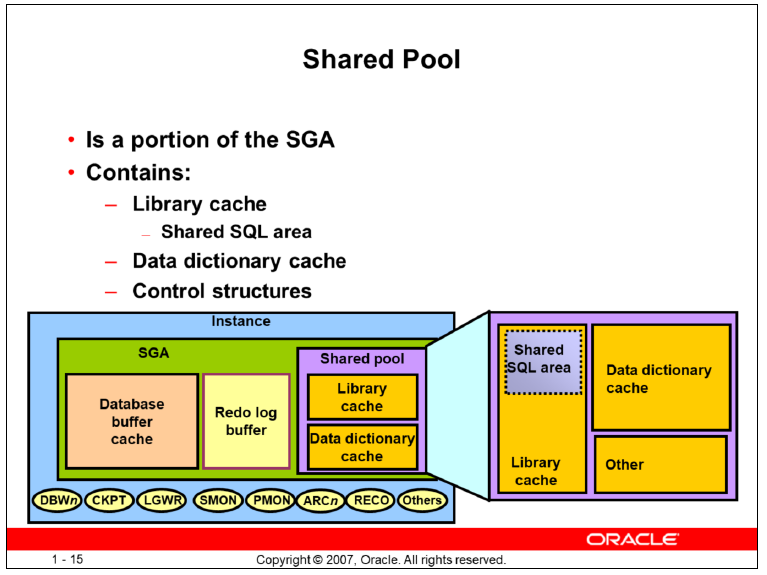 Shared Pool
• Is a portion of the SGA
• Contains:
– Library cache
– Shared SQL area
– Data dictionary cache
– Control structures
Instance
SGA
Database
buffer
cache
Redo log
buffer
Shared pool
Library
cache
Data dictionary
cache
Shared
SQL area
Library
cache
Data dictionary
cache
Other
DBWn
CKPT
LGWR
SMON
PMON
ARCn
RECO
Others
ORACLE
1 - 15
Copyright © 2007, Oracle. All rights reserved.